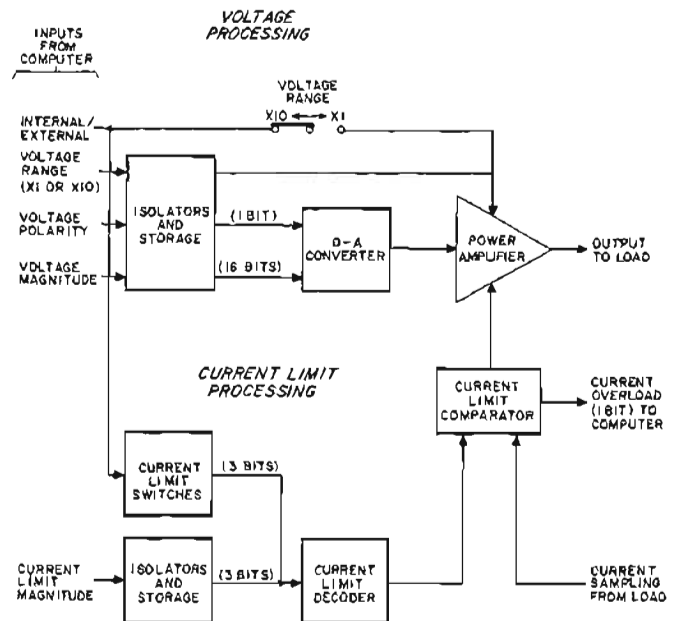 VOLTAGE
PROCESSING
INPUTS
FROM
COMPUTER
VOLTAGE
RANGE
X10 X1
INTERNAL/
EXTERNAL
VOLTAGE
RANGE
(X1 OR X10)
VOLTAGE
POLARITY
VOLTAGE
MAGNITUDE
ISOLATORS
AND
STORAGE
(1 BIT)
(16 BITS)
D-A
CONVERTER
POWER
AMPLIFIER
OUTPUT
TO LOAD
CURRENT LIMIT
PROCESSING
CURRENT
LIMIT
COMPARATOR
CURRENT
OVERLOAD
(1 BIT) TO
COMPUTER
CURRENT
LIMIT
SWITCHES
(3 BITS)
CURRENT
LIMIT
MAGNITUDE
ISOLATORS
AND
STORAGE
(3 BITS)
CURRENT
LIMIT
DECODER
CURRENT
SAMPLING
FROM LOAD